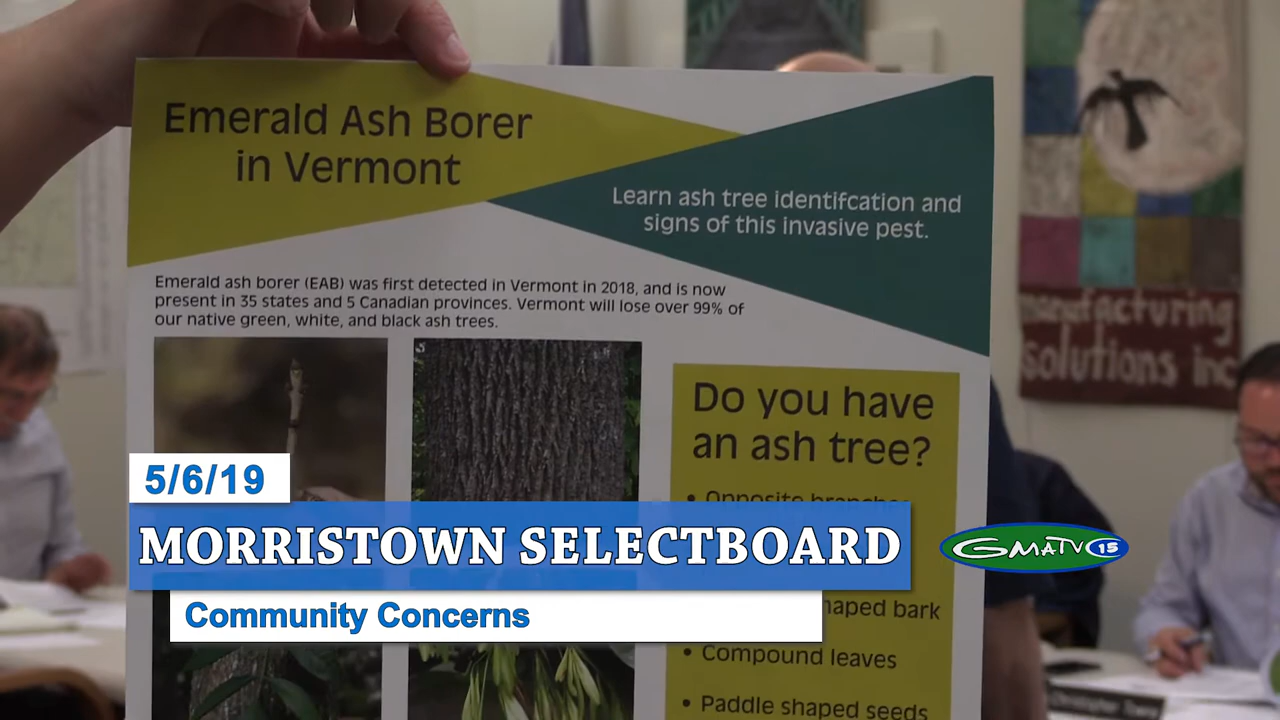 Emerald Ash Borer
in Vermont
Learn ash tree identifcation and
signs of this invasive pest.
Emerald ash borer (EAB) was first detected in Vermont in 2018, and is now
present in 35 states and 5 Canadian provinces. Vermont will lose over 99% of
our native green, white, and black ash trees.
Do you have
an ash tree?
• Opposite branches
haped bark
• Compound leaves
• Paddle shaped seeds
manufacturing
solutions inc
5/6/19
MORRISTOWN SELECTBOARD
Community Concerns
GMATV 15